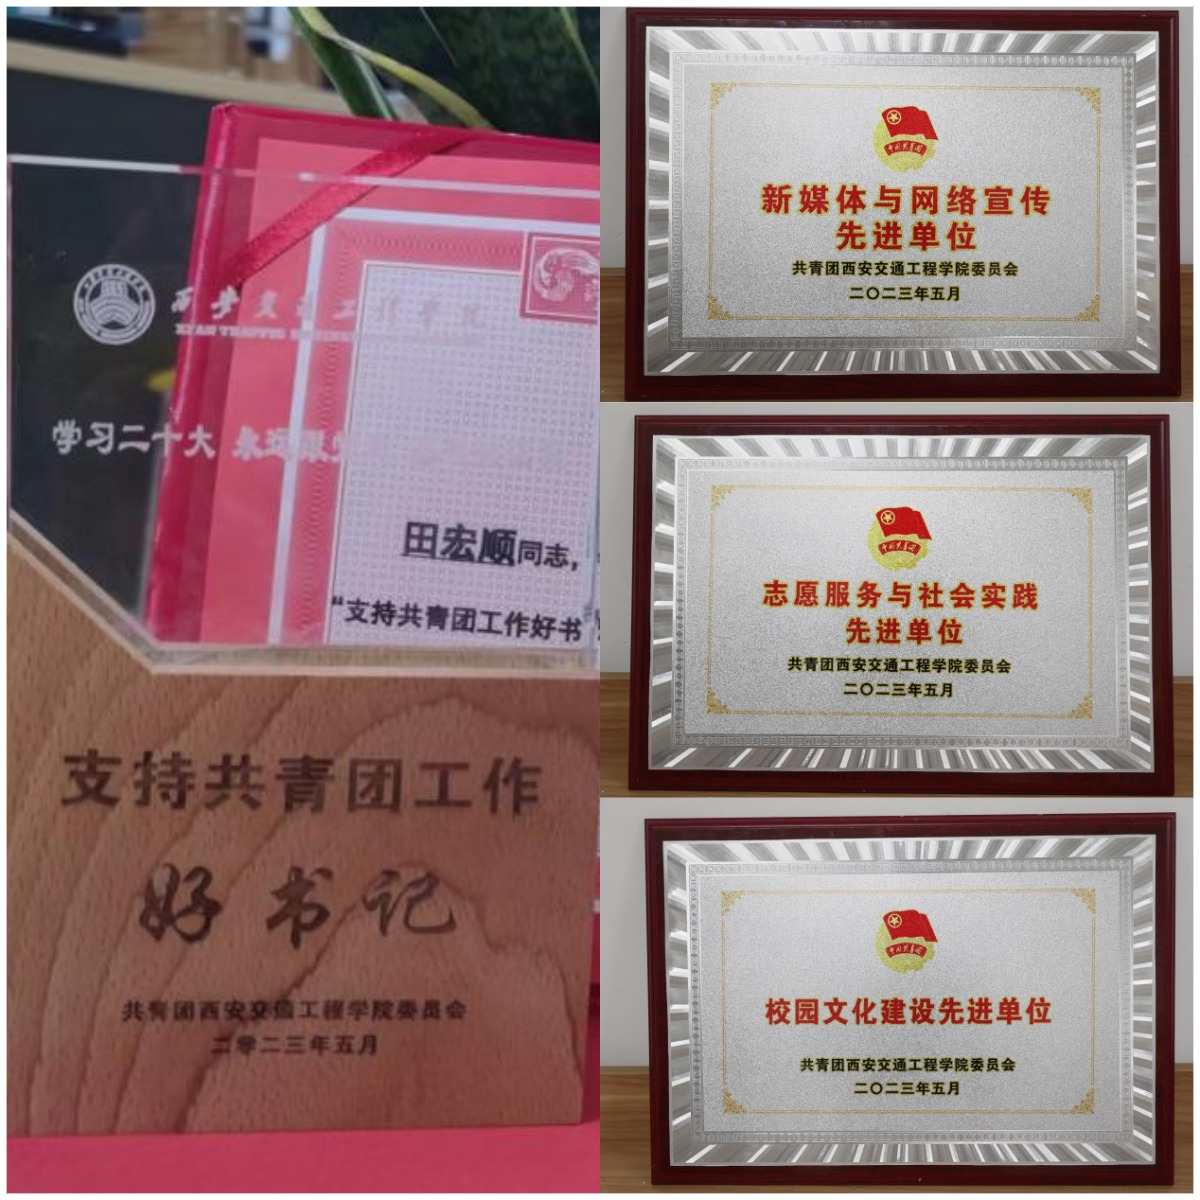 西安交通工程学院
学习二十大 永远跟党
田宏顺同志，
“支持共青团工作好书
支持共青团工作
好书记
共青团西安交通工程学院委员会
二零二三年五月
中国共青团
新媒体与网络宣传
先进单位
共青团西安交通工程学院委员会
二〇二三年五月
中国共青团
志愿服务与社会实践
先进单位
共青团西安交通工程学院委员会
二〇二三年五月
中国共青团
校园文化建设先进单位
共青团西安交通工程学院委员会
二〇二三年五月